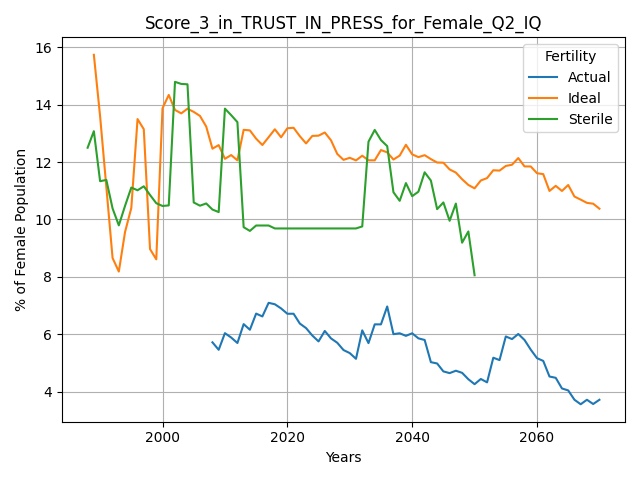 Score_3_in_TRUST_IN_PRESS_for_Female_Q2_IQ
% of Female Population
16
14
12
10
8
6
4
Fertility
Actual
Ideal
Sterile
2000 2020 2040 2060
Years